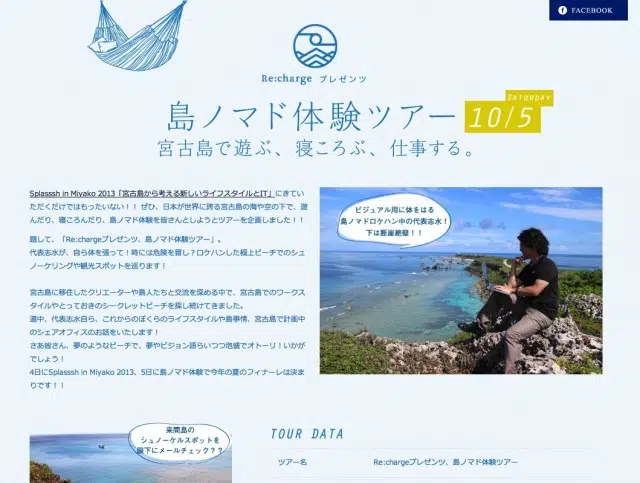 FACEBOOK
Re:charge プレゼンツ
島ノマド体験ツアー
SATURDAY
10/5
宮古島で遊ぶ、寝ころぶ、仕事する。
Splasssh in Miyako 2013「宮古島から考える新しいライフスタイルとIT」にきてい
ただくだけではもったいない！！ ぜひ、日本が世界に誇る宮古島の海や空の下で、遊
んだり、寝ころんだり、島ノマド体験を皆さんとしようとツアーを企画しました！！
題して、「Re:chargeプレゼンツ、島ノマド体験ツアー」。
代表志水が、自ら体を張って！時には危険を冒し？ロケハンした極上ビーチでのシュ
ノーケリングや観光スポットを巡ります！
宮古島に移住したクリエーターや島人たちと交流を深める中で、宮古島でのワークス
タイルやとっておきのシークレットビーチを探し続けてきました。
道中、代表志水自ら、これからのぼくらのライフスタイルや島事情、宮古島で計画中
のシェアオフィスのお話をいたします！
さあ皆さん、夢のようなビーチで、夢やビジョン語らいつつ泡盛でオトーリ！いかが
でしょう！
4日にSplasssh in Miyako 2013、5日に島ノマド体験で今年の夏のフィナーレは決ま
りです！！
ビジュアル用に体をはる
島ノマドロケハン中の代表志水！
下は断崖絶壁！！
来間島の
シュノーケルスポットを
眼下にメールチェック？？
TOUR DATA
ツアー名
Re:chargeプレゼンツ、島ノマド体験ツアー